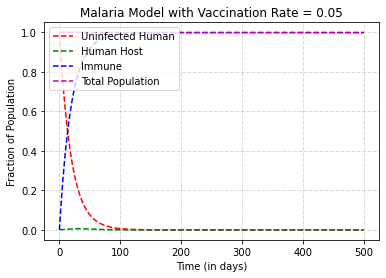 Malaria Model with Vaccination Rate = 0.05
1.0
0.8
0.6
0.4
0.2
0.0
Fraction of Population
Uninfected Human
Human Host
Immune
Total Population
0
100
200
300
400
500
Time (in days)